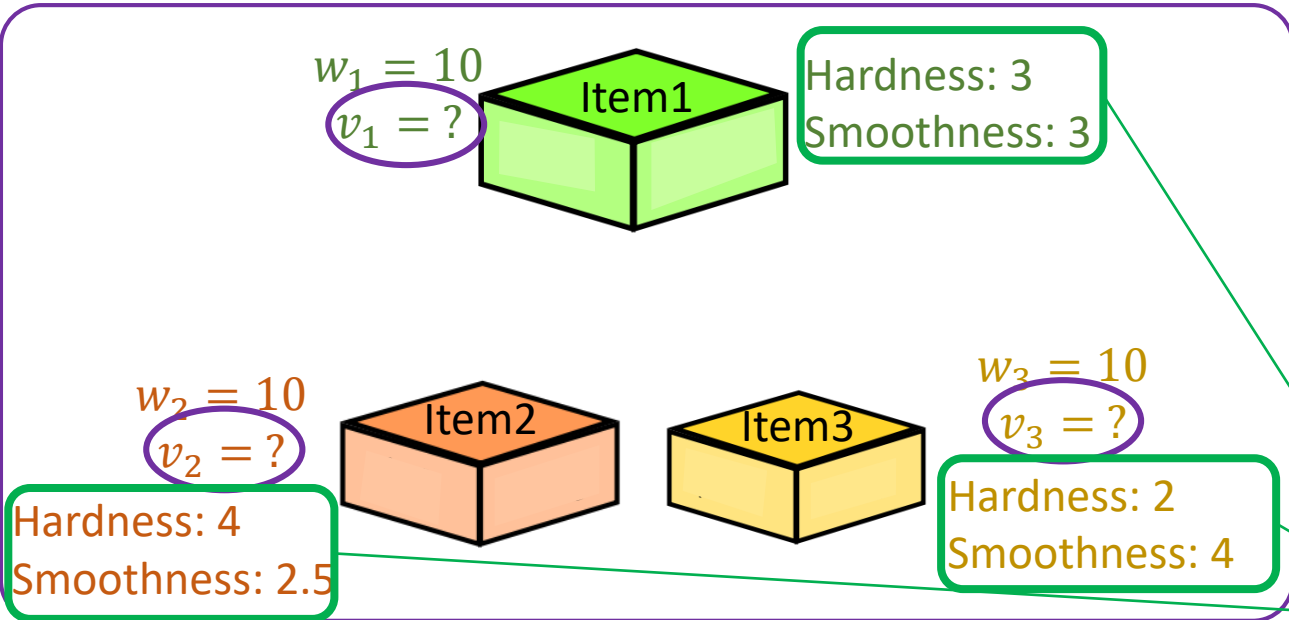 w₁ = 10
v₁ = ?
Item1
Hardness: 3
Smoothness: 3
w₂ = 10
v₂ = ?
Item2
Hardness: 4
Smoothness: 2.5
Item3
w₃ = 10
v₃ = ?
Hardness: 2
Smoothness: 4